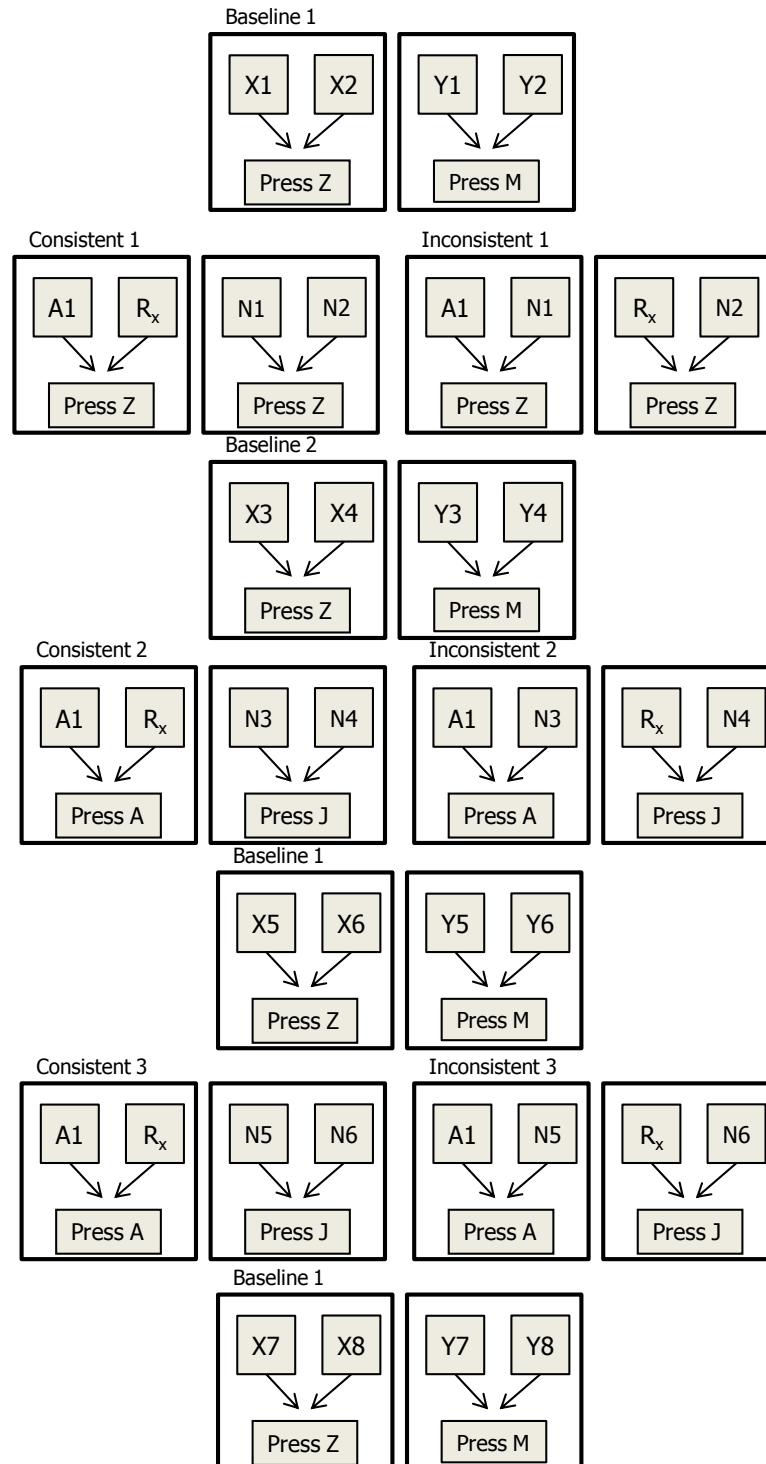 Baseline 1
X1 X2 Y1 Y2
Press Z Press M
Consistent 1 Inconsistent 1
A1 Rx N1 N2 A1 N1 Rx N2
Press Z Press Z Press Z Press Z
Baseline 2
X3 X4 Y3 Y4
Press Z Press M
Consistent 2 Inconsistent 2
A1 Rx N3 N4 A1 N3 Rx N4
Press A Press J Press A Press J
Baseline 1
X5 X6 Y5 Y6
Press Z Press M
Consistent 3 Inconsistent 3
A1 Rx N5 N6 A1 N5 Rx N6
Press A Press J Press A Press J
Baseline 1
X7 X8 Y7 Y8
Press Z Press M